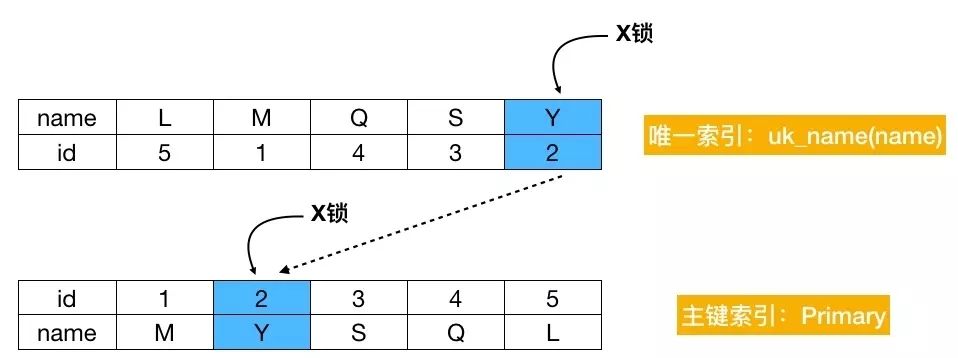 X锁
name L M Q S Y
id 5 1 4 3 2
唯一索引：uk_name(name)
X锁
id 1 2 3 4 5
name M Y S Q L
主键索引：Primary